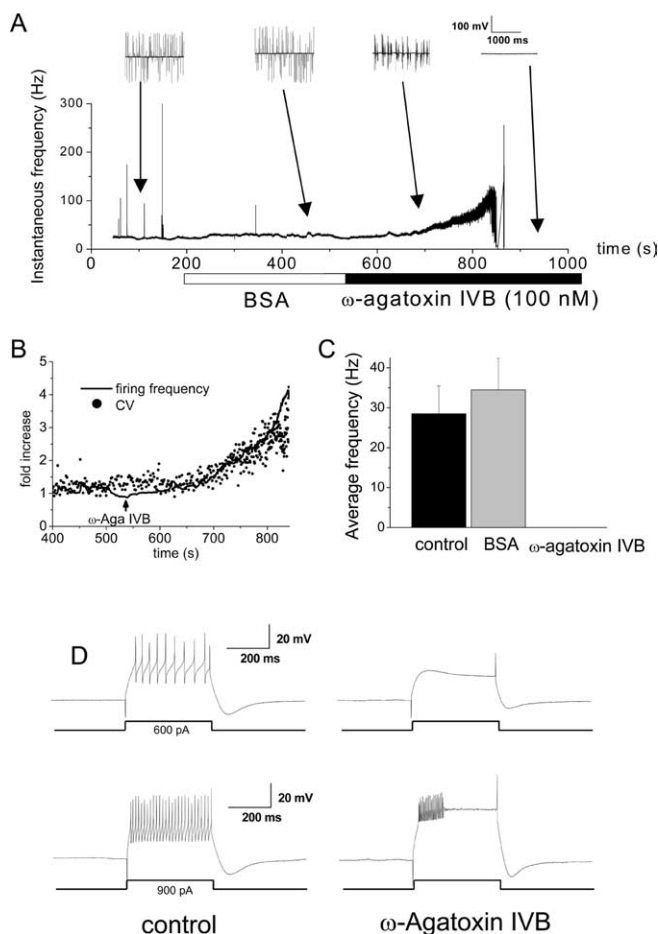 A
100 mV
1000 ms
Instantaneous frequency (Hz)
300
200
100
0
0 200 400 600 800 1000
time (s)
BSA
ω-agatoxin IVB (100 nM)
B
fold increase
5
4
3
2
1
0
firing frequency
CV
ω-Aga IVB
400 500 600 700 800
time (s)
C
Average frequency (Hz)
40
30
20
10
0
control BSA ω-agatoxin IVB
D
20 mV
200 ms
600 pA
20 mV
200 ms
900 pA
control
ω-Agatoxin IVB